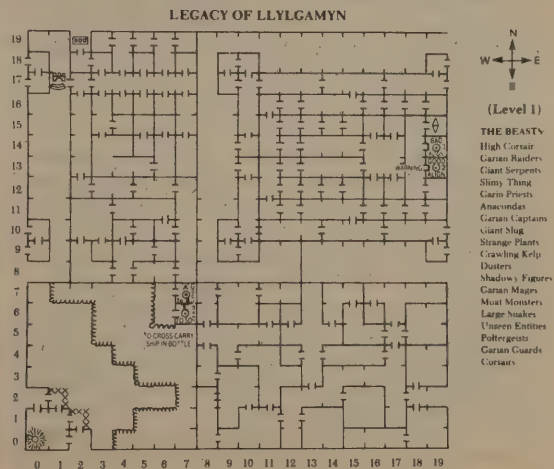 LEGACY OF LLYLGAMYN
19
18
17
16
15
14
13
12
11
10
9
8
7
6
5
4
3
2
1
0
0 1 2 3 4 5 6 7 8 9 10 11 12 13 14 15 16 17 18 19
WARNING
BAD
ALIGN
TO CROSS CARRY
SHIP IN BOTTLE
N
W E
(Level 1)
THE BEASTS
High Corsair
Garian Raiders
Giant Serpents
Slimy Thing
Garin Priests
Anacondas
Garian Captains
Giant Slug
Strange Plants
Crawling Kelp
Dusters
Shadows Figures
Garian Mages
Moat Monsters
Large Snakes
Unseen Entities
Poltergeists
Garian Guards
Corsairs